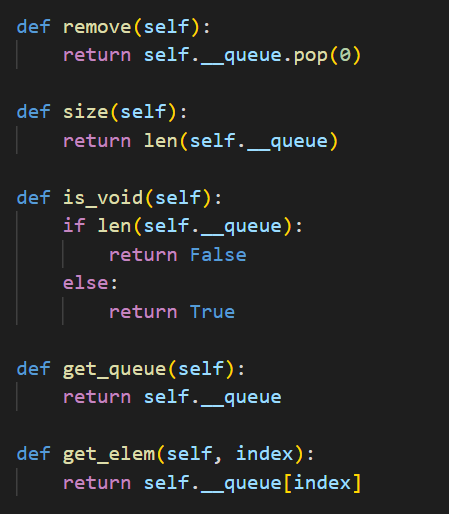 def remove(self):
    return self.__queue.pop(0)

def size(self):
    return len(self.__queue)

def is_void(self):
    if len(self.__queue):
        return False
    else:
        return True

def get_queue(self):
    return self.__queue

def get_elem(self, index):
    return self.__queue[index]